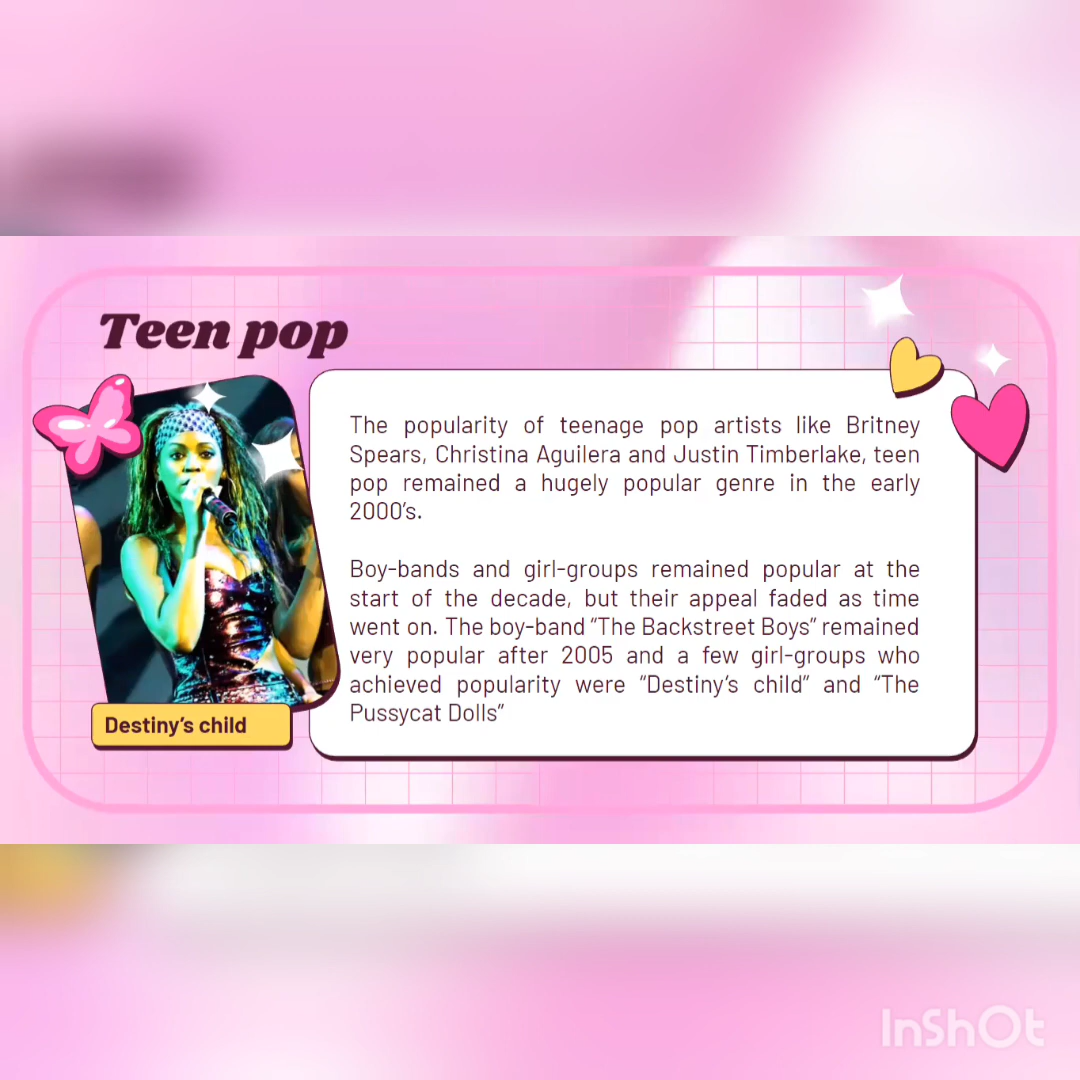 Teen pop
The popularity of teenage pop artists like Britney
Spears, Christina Aguilera and Justin Timberlake, teen
pop remained a hugely popular genre in the early
2000's.
Boy-bands and girl-groups remained popular at the
start of the decade, but their appeal faded as time
went on. The boy-band “The Backstreet Boys” remained
very popular after 2005 and a few girl-groups who
achieved popularity were “Destiny's child” and “The
Pussycat Dolls”
Destiny's child
InShOt